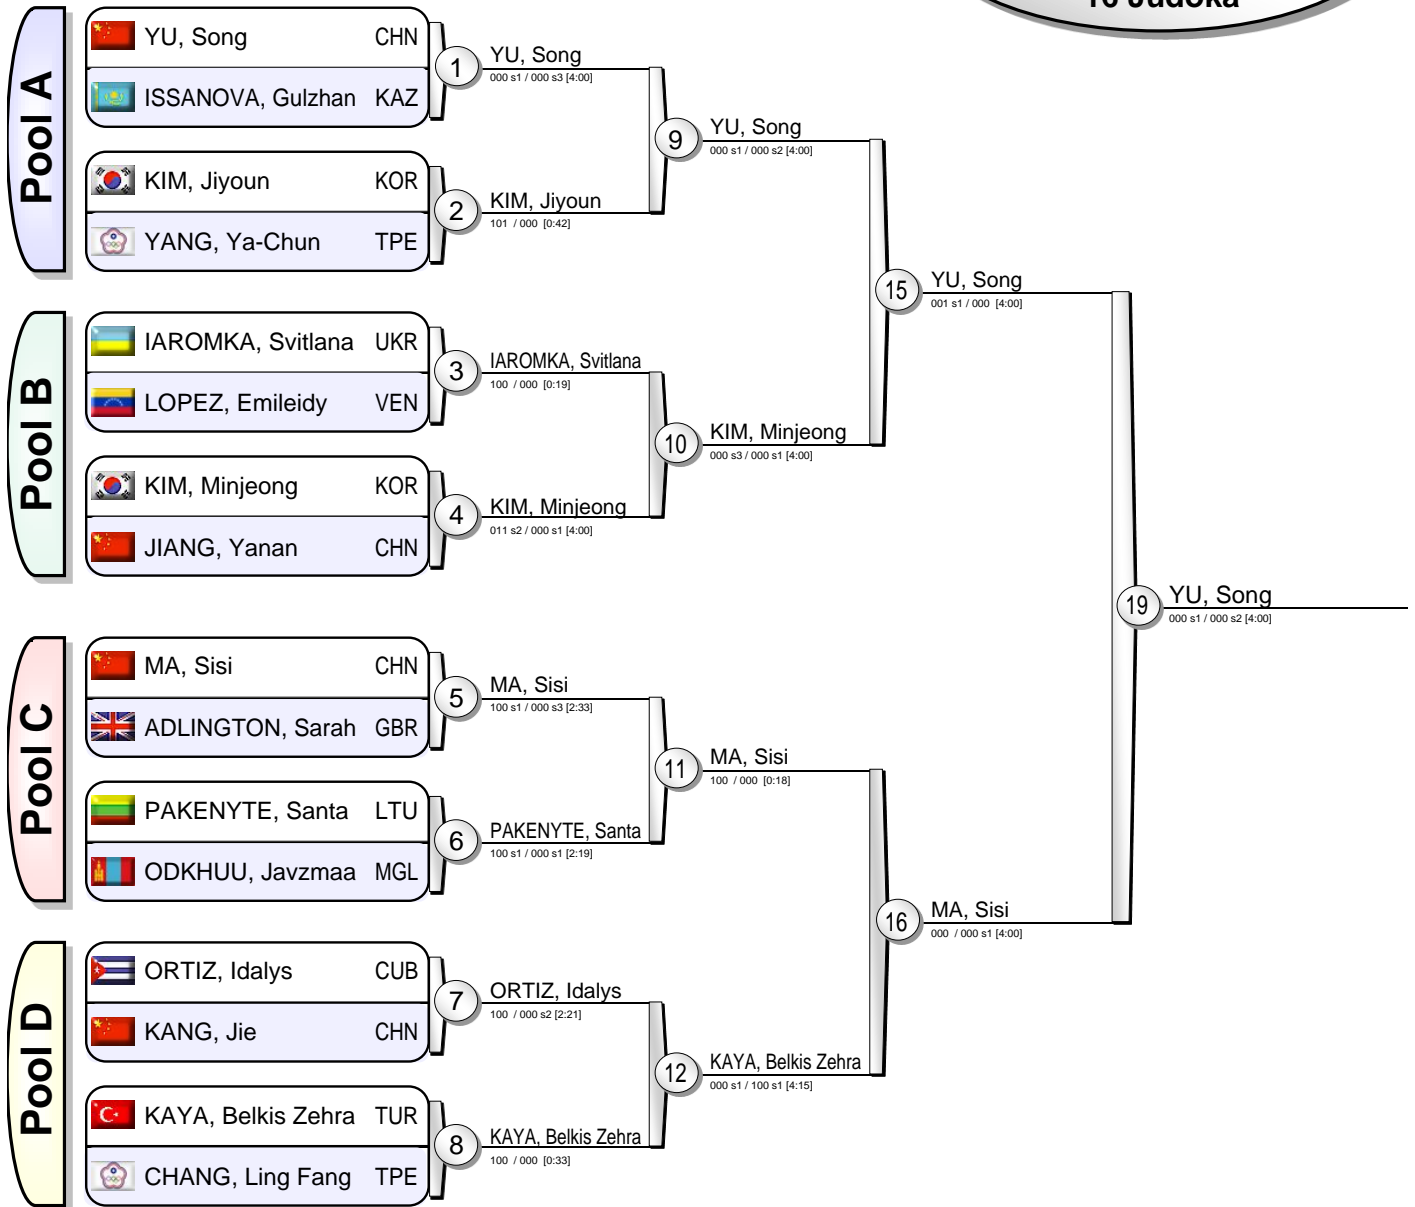 16 Judoka
Pool A
YU, Song CHN
ISSANOVA, Gulzhan KAZ
KIM, Jiyoun KOR
YANG, Ya-Chun TPE
Pool B
IAROMKA, Svitlana UKR
LOPEZ, Emileidy VEN
KIM, Minjeong KOR
JIANG, Yanan CHN
Pool C
MA, Sisi CHN
ADLINGTON, Sarah GBR
PAKENYTE, Santa LTU
ODKHUU, Javzmaa MGL
Pool D
ORTIZ, Idalys CUB
KANG, Jie CHN
KAYA, Belkis Zehra TUR
CHANG, Ling Fang TPE
1
YU, Song
000 s1 / 000 s3 [4:00]
2
KIM, Jiyoun
101 / 000 [0:42]
3
IAROMKA, Svitlana
100 / 000 [0:19]
4
KIM, Minjeong
011 s2 / 000 s1 [4:00]
5
MA, Sisi
100 s1 / 000 s3 [2:33]
6
PAKENYTE, Santa
100 s1 / 000 s1 [2:19]
7
ORTIZ, Idalys
100 / 000 s2 [2:21]
8
KAYA, Belkis Zehra
100 / 000 [0:33]
9
YU, Song
000 s1 / 000 s2 [4:00]
10
KIM, Minjeong
000 s3 / 000 s1 [4:00]
11
MA, Sisi
100 / 000 [0:18]
12
KAYA, Belkis Zehra
000 s1 / 100 s1 [4:15]
15
YU, Song
001 s1 / 000 [4:00]
16
MA, Sisi
000 / 000 s1 [4:00]
19
YU, Song
000 s1 / 000 s2 [4:00]